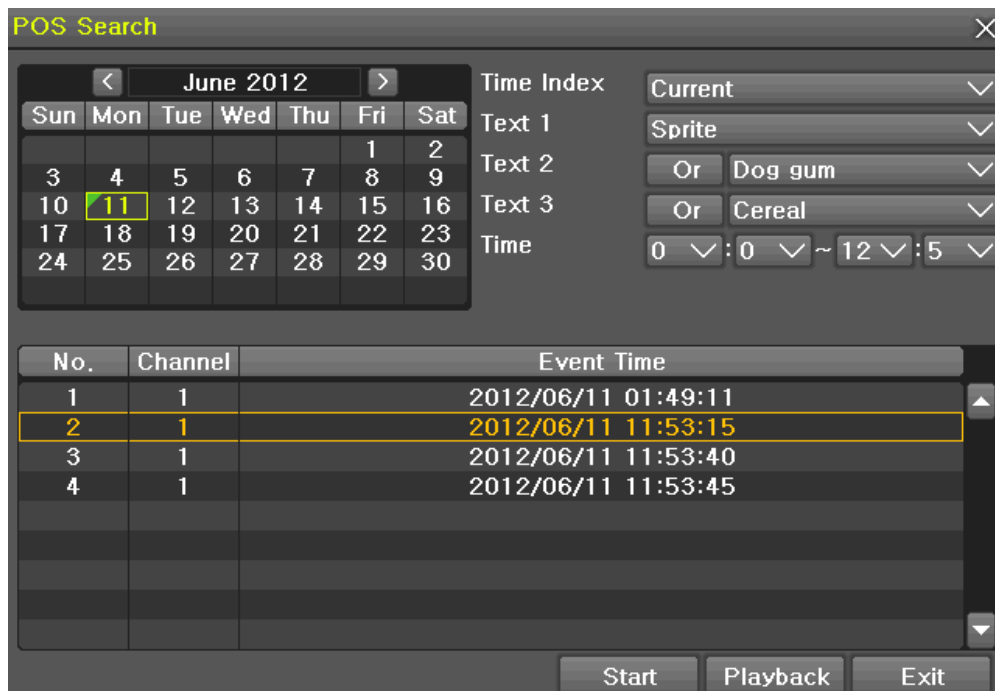 POS Search
June 2012
Sun Mon Tue Wed Thu Fri Sat
1 2
3 4 5 6 7 8 9
10 11 12 13 14 15 16
17 18 19 20 21 22 23
24 25 26 27 28 29 30
Time Index Current
Text 1 Sprite
Text 2 Or Dog gum
Text 3 Or Cereal
Time 0 : 0 ~ 12 : 5
No. Channel Event Time
1 1 2012/06/11 01:49:11
2 1 2012/06/11 11:53:15
3 1 2012/06/11 11:53:40
4 1 2012/06/11 11:53:45
Start Playback Exit